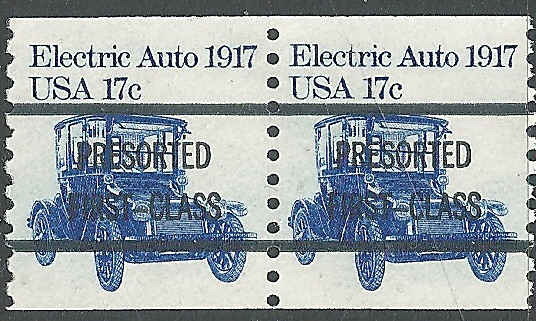 Electric Auto 1917
USA 17c
PRESORTED
FIRST-CLASS
Electric Auto 1917
USA 17c
PRESORTED
FIRST-CLASS